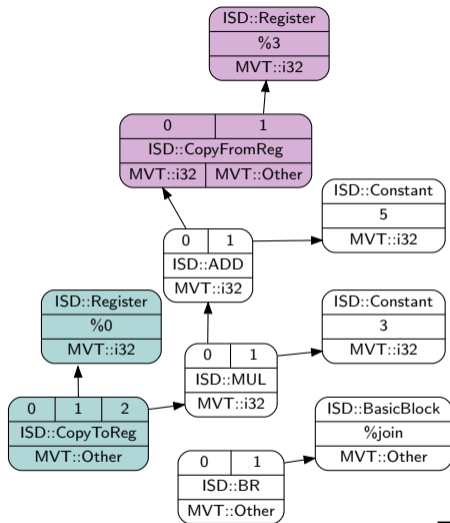 ISD::Register
%3
MVT::i32
0 1
ISD::CopyFromReg
MVT::i32 MVT::Other
ISD::Constant
5
MVT::i32
0 1
ISD::ADD
MVT::i32
ISD::Register
%0
MVT::i32
ISD::Constant
3
MVT::i32
0 1
ISD::MUL
MVT::i32
0 1 2
ISD::CopyToReg
MVT::Other
ISD::BasicBlock
%join
MVT::Other
0 1
ISD::BR
MVT::Other